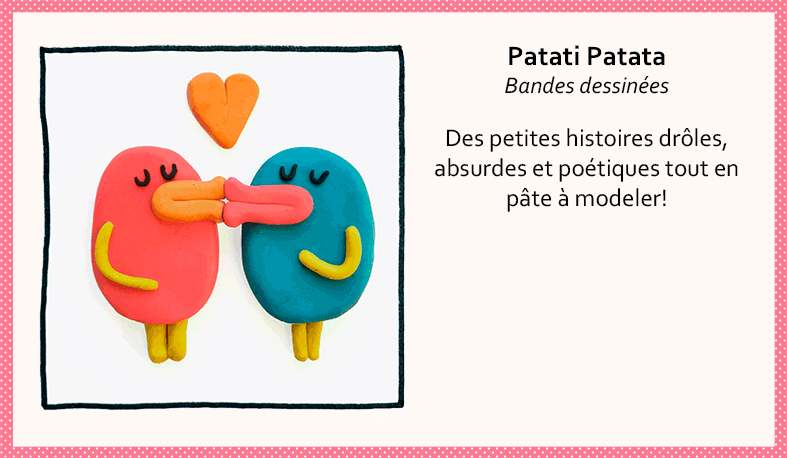 Patati Patata
Bandes dessinées
Des petites histoires drôles,
absurdes et poétiques tout en
pâte à modeler!